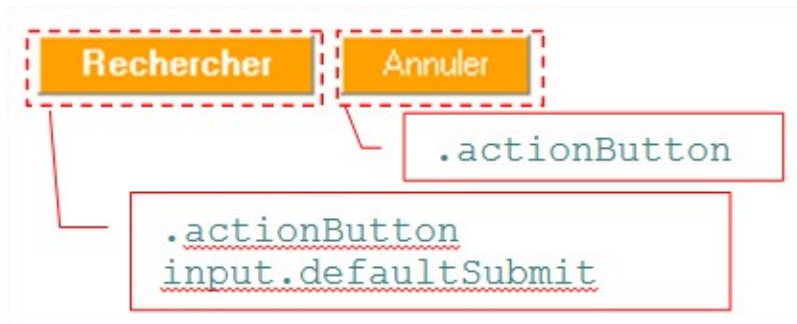 Rechercher
Annuler
.actionButton
.actionButton
input.defaultSubmit